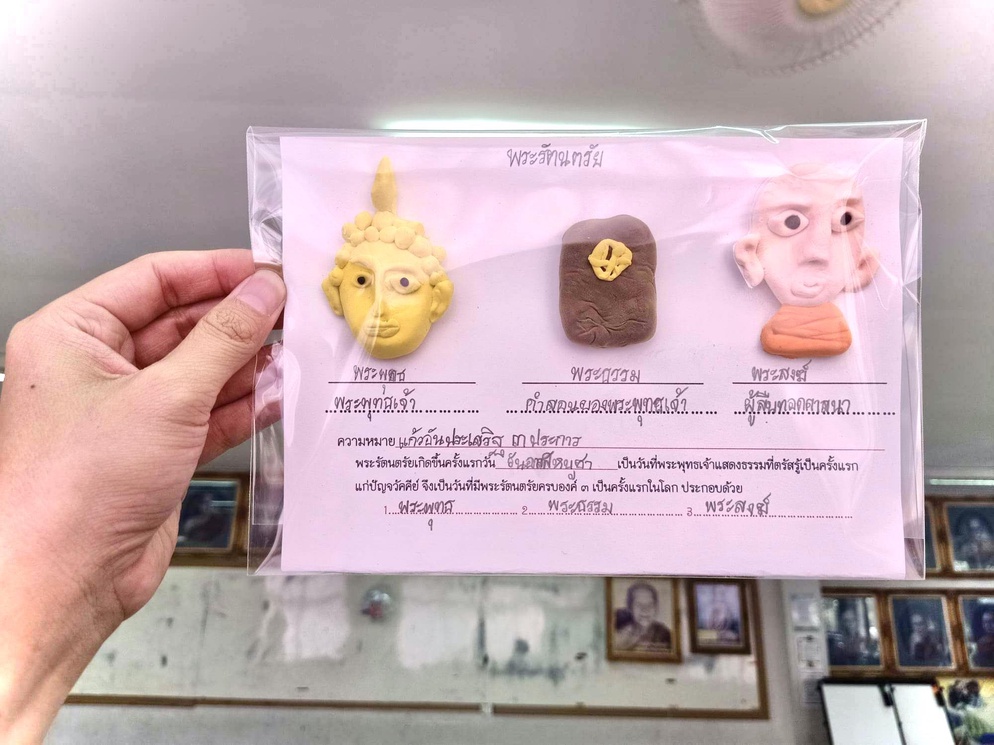 พระรัตนตรัย
พระพุทธ พระธรรม พระสงฆ์
พระพุทธเจ้า คำสอนของพระพุทธเจ้า ผู้สืบทอดศาสนา
ความหมาย แก้วอันประเสริฐ ๓ ประการ
พระรัตนตรัยเกิดขึ้นครั้งแรกวัน วันอาสาฬหบูชา เป็นวันที่พระพุทธเจ้าแสดงธรรมที่ตรัสรู้เป็นครั้งแรก
แก่ปัญจวัคคีย์ จึงเป็นวันที่มีพระรัตนตรัยครบองค์ ๓ เป็นครั้งแรกในโลก ประกอบด้วย
1. พระพุทธ 2. พระธรรม 3. พระสงฆ์